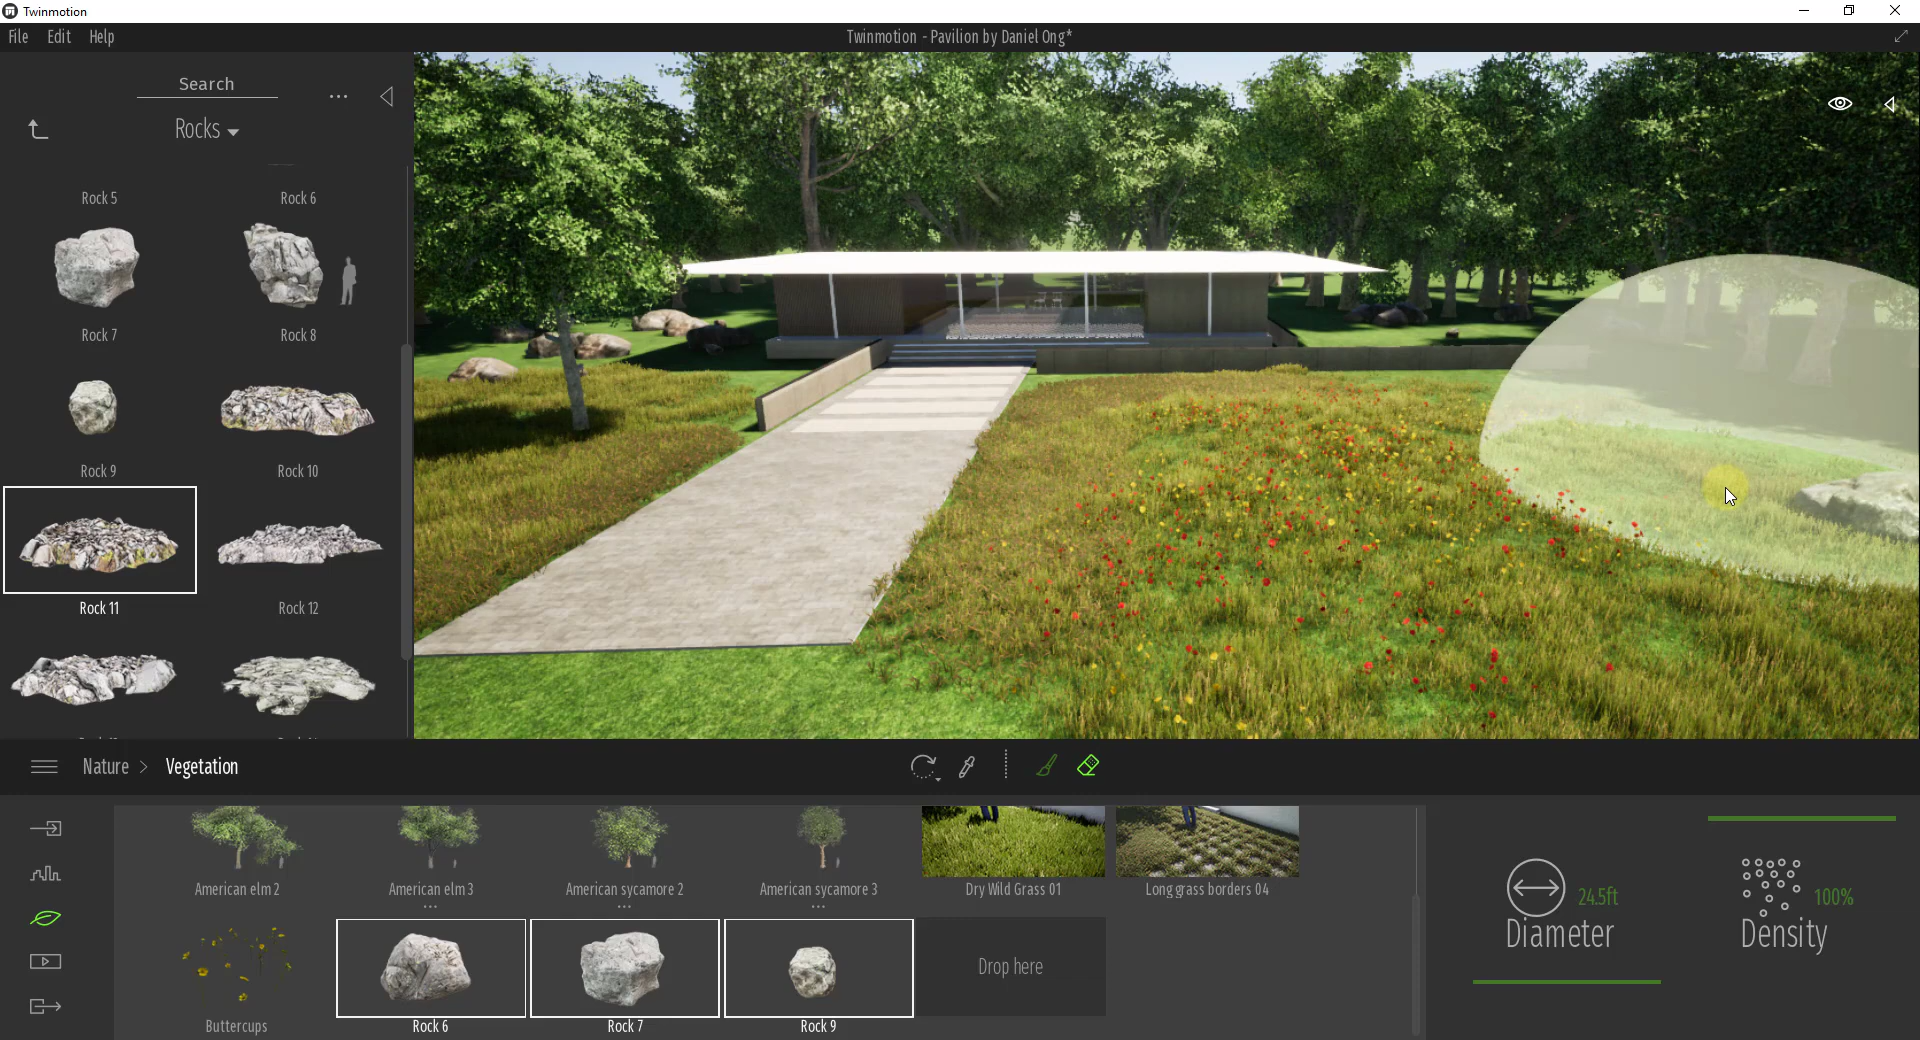 Twinmotion
File Edit Help
Twinmotion - Pavilion by Daniel Ong*
Search
Rocks
Rock 5
Rock 6
Rock 7
Rock 8
Rock 9
Rock 10
Rock 11
Rock 12
Nature > Vegetation
American elm 2
American elm 3
American sycamore 2
American sycamore 3
Dry Wild Grass 01
Long grass borders 04
Buttercups
Rock 6
Rock 7
Rock 9
Drop here
24.5ft
Diameter
100%
Density